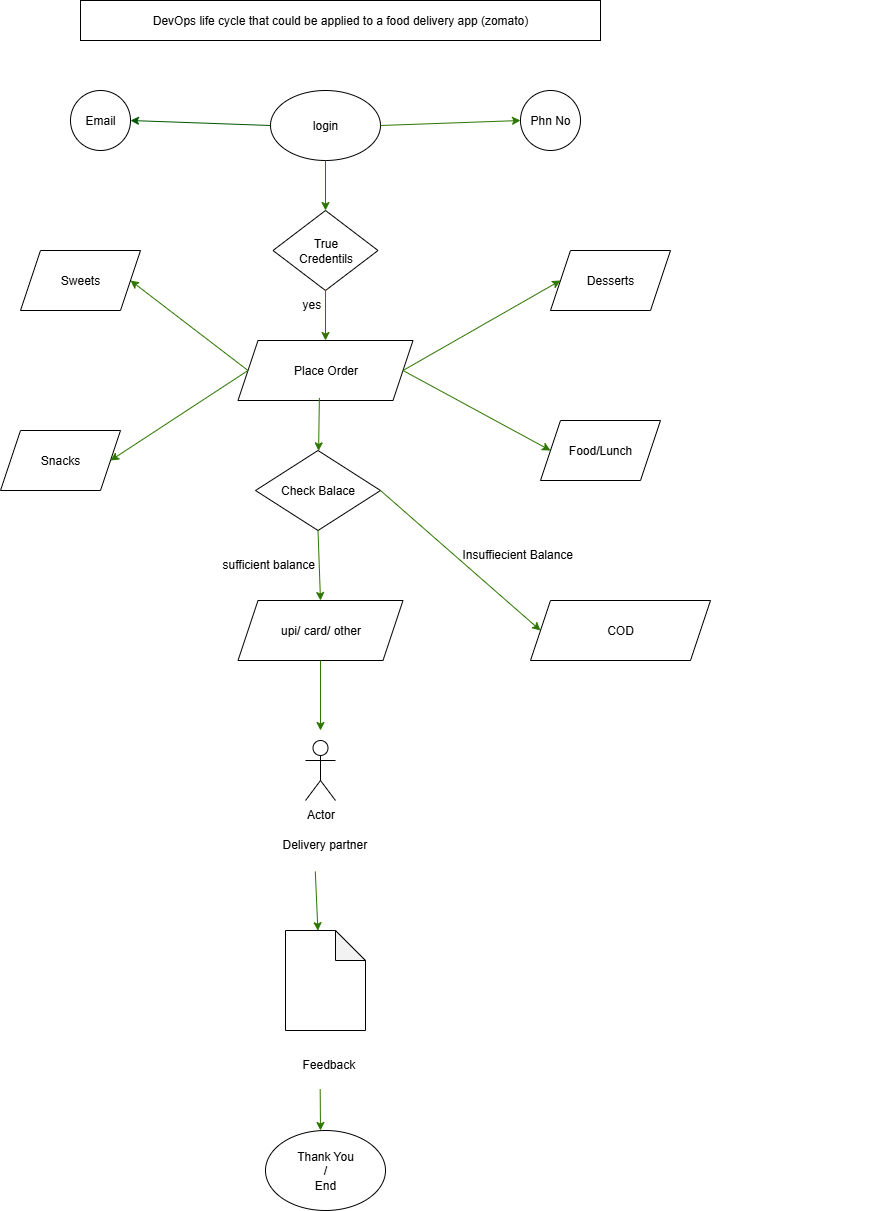 DevOps life cycle that could be applied to a food delivery app (zomato)
Email
login
Phn No
True
Credentils
Sweets
Desserts
yes
Place Order
Snacks
Food/Lunch
Check Balace
Insuffiecient Balance
sufficient balance
upi/ card/ other
COD
Actor
Delivery partner
Feedback
Thank You
/
End